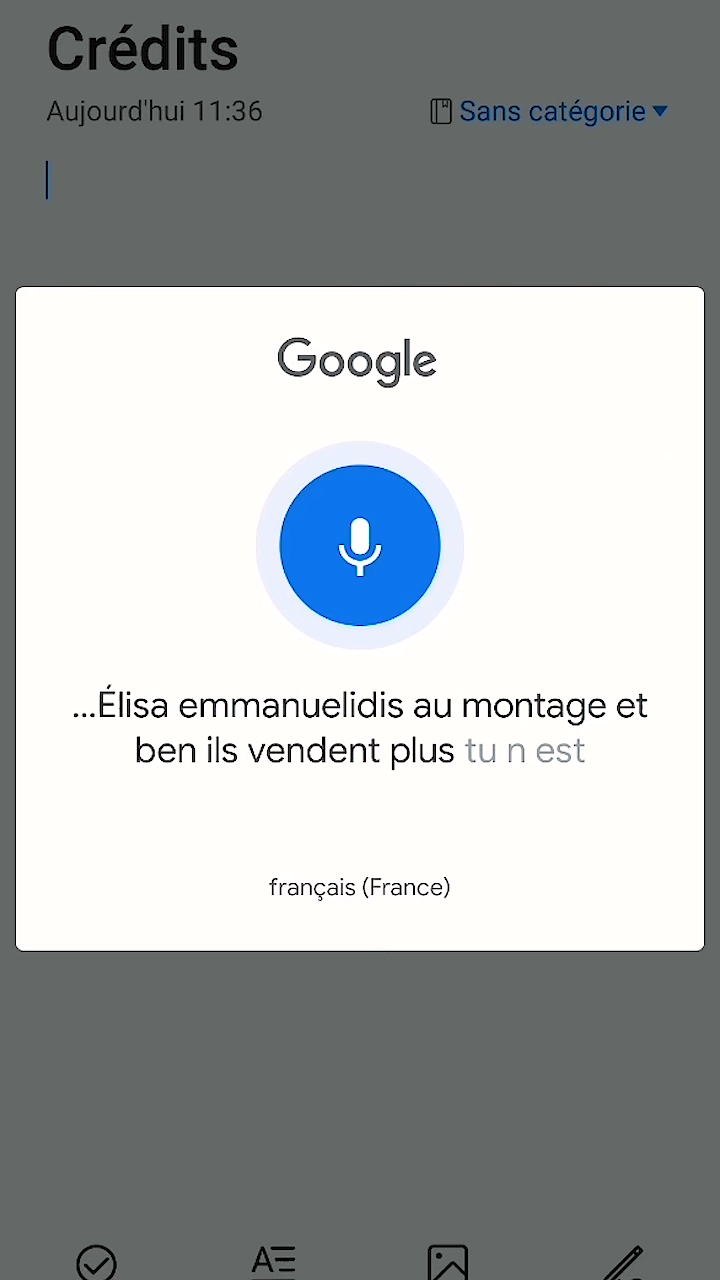 Crédits
Aujourd'hui 11:36 Sans catégorie
Google
...Élisa emmanuelidis au montage et
ben ils vendent plus tu n est
français (France)
A